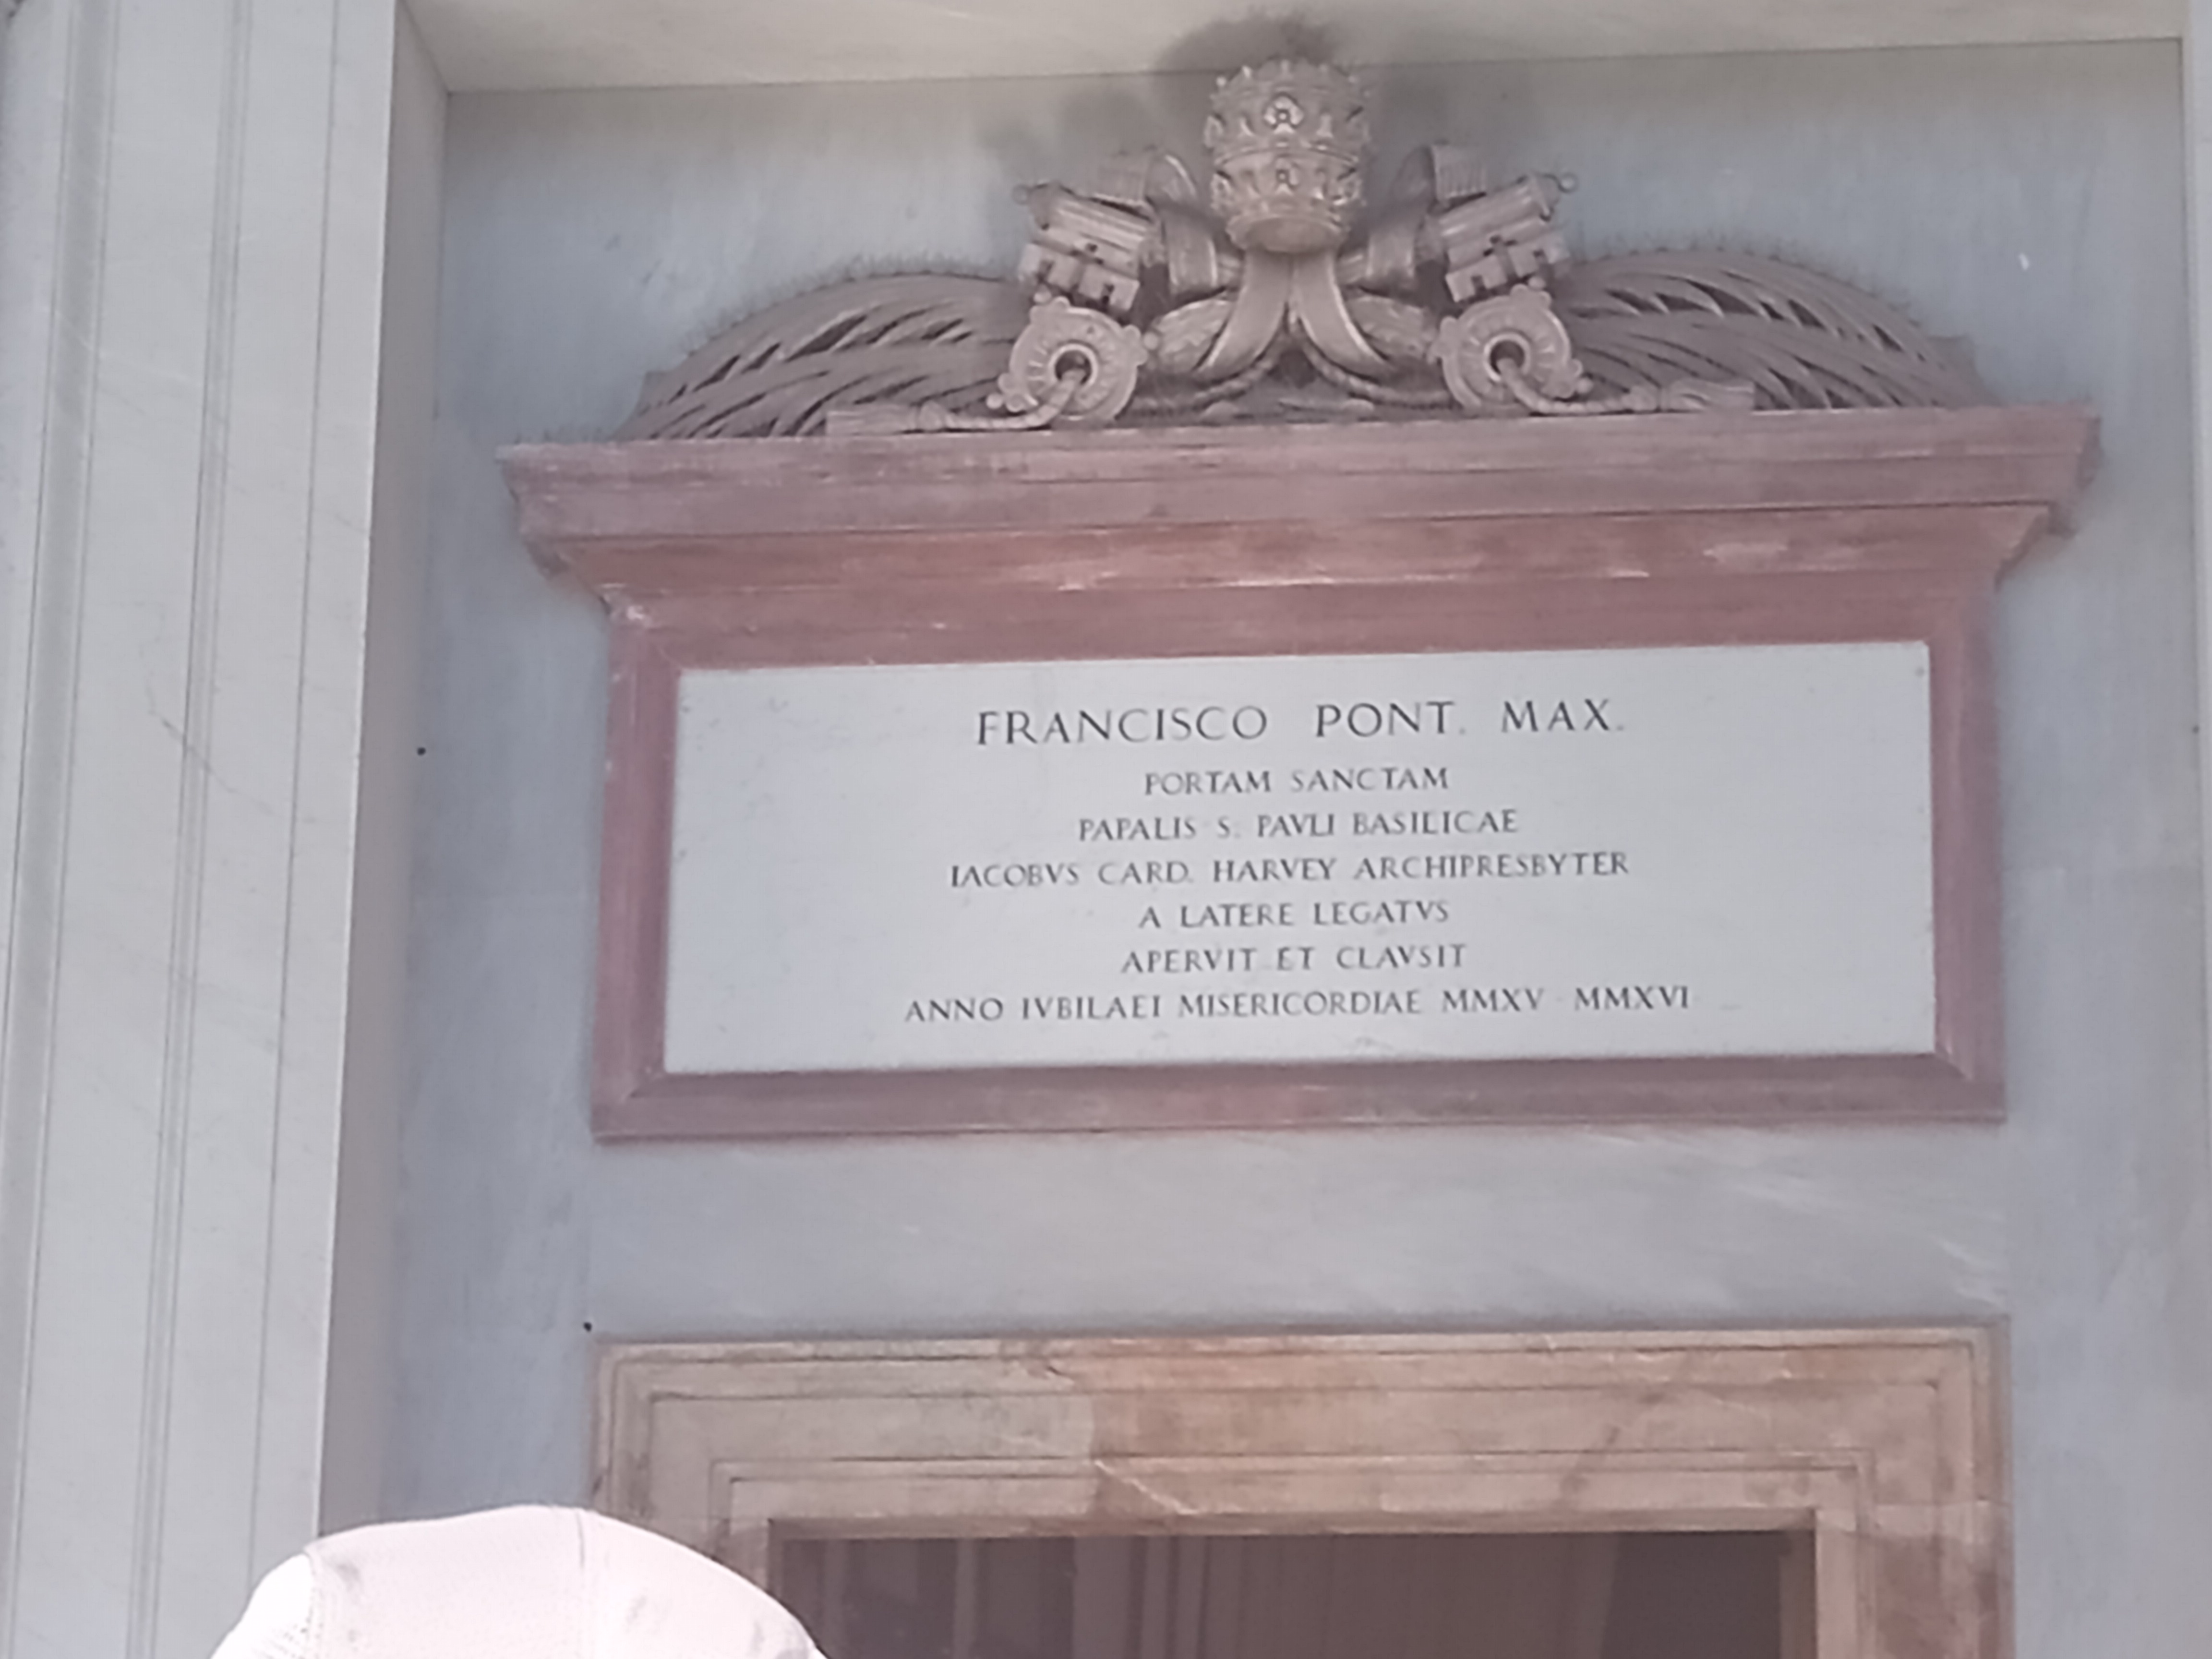 FRANCISCO PONT. MAX.
PORTAM SANCTAM
PAPALIS S. PAVLI BASILICAE
IACOBVS CARD. HARVEY ARCHIPRESBYTER
A LATERE LEGATVS
APERVIT ET CLAVSIT
ANNO IVBILAEI MISERICORDIAE MMXV - MMXVI